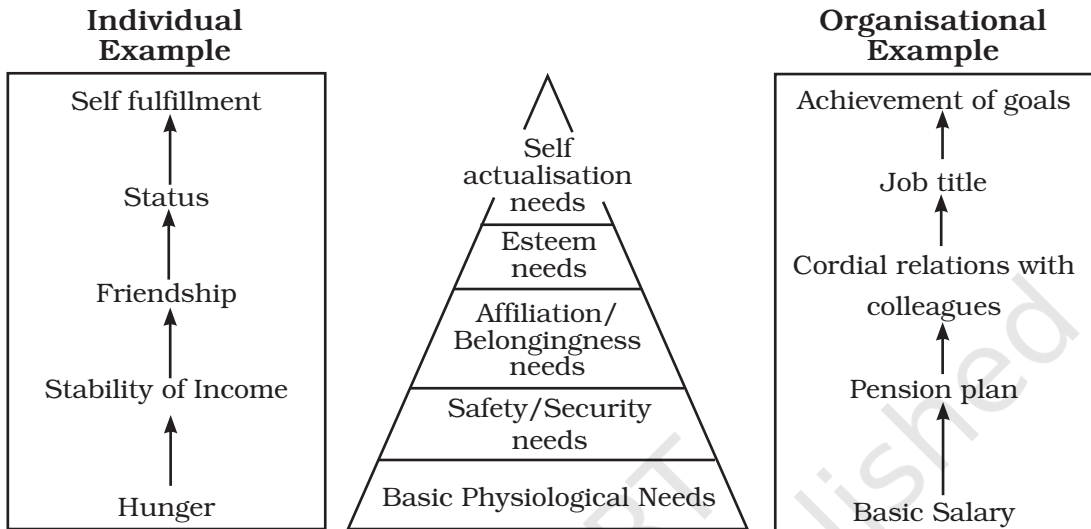 Individual
Example
Self fulfillment
Status
Friendship
Stability of Income
Hunger
Self
actualisation
needs
Esteem
needs
Affiliation/
Belongingness
needs
Safety/Security
needs
Basic Physiological Needs
Organisational
Example
Achievement of goals
Job title
Cordial relations with
colleagues
Pension plan
Basic Salary